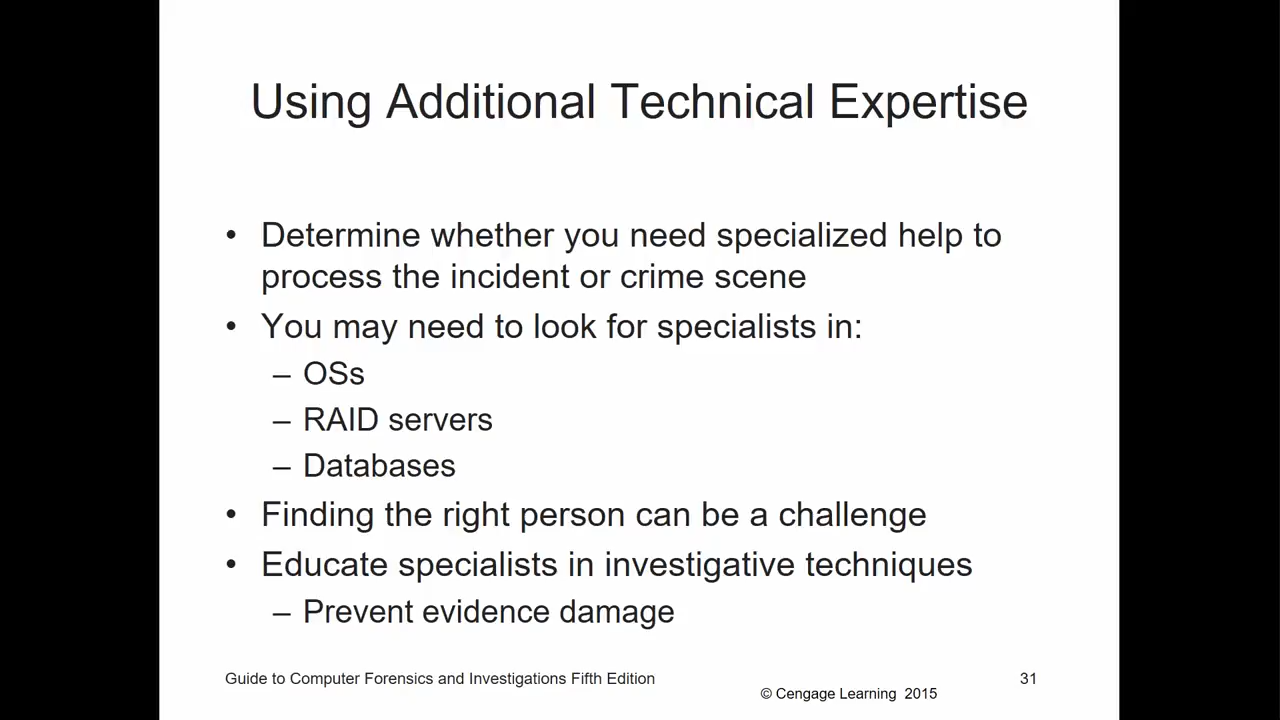 Using Additional Technical Expertise
• Determine whether you need specialized help to
process the incident or crime scene
• You may need to look for specialists in:
– OSs
– RAID servers
– Databases
• Finding the right person can be a challenge
• Educate specialists in investigative techniques
– Prevent evidence damage
Guide to Computer Forensics and Investigations Fifth Edition
31
© Cengage Learning 2015